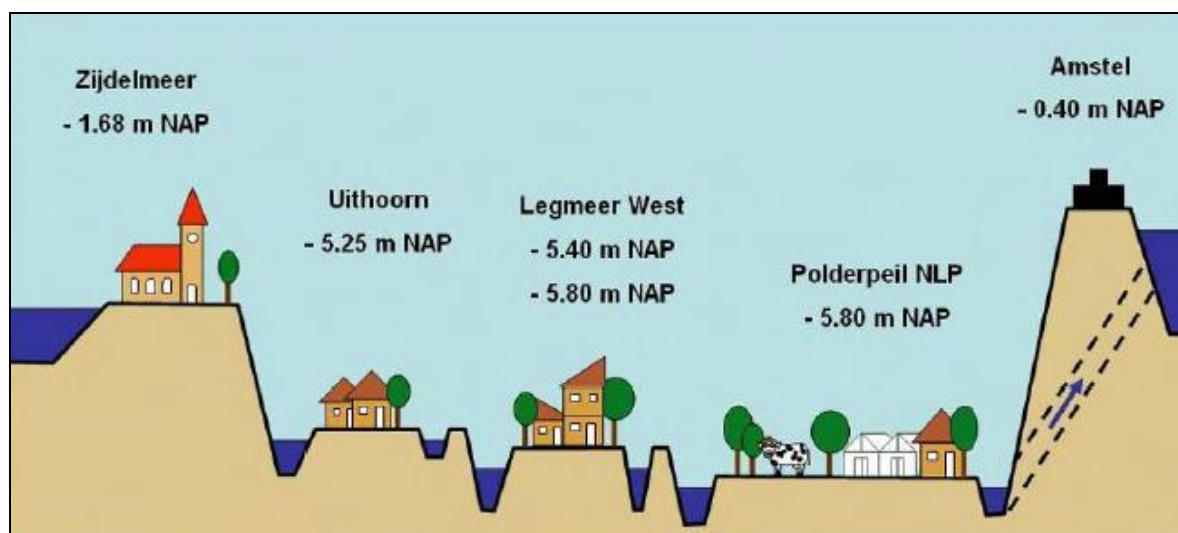 Zijdelmeer
- 1.68 m NAP
Uithoorn
- 5.25 m NAP
Legmeer West
- 5.40 m NAP
- 5.80 m NAP
Polderpeil NLP
- 5.80 m NAP
Amstel
- 0.40 m NAP